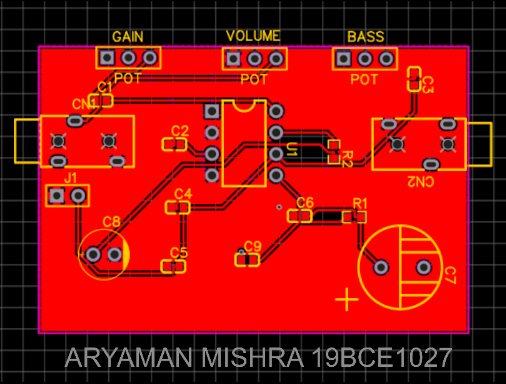 GAIN VOLUME BASS
POT POT POT
C1
CN1
C3
C2
U1
R2
CN2
J1
C4
C6 R1
C8
C5
C9
C7
ARYAMAN MISHRA 19BCE1027